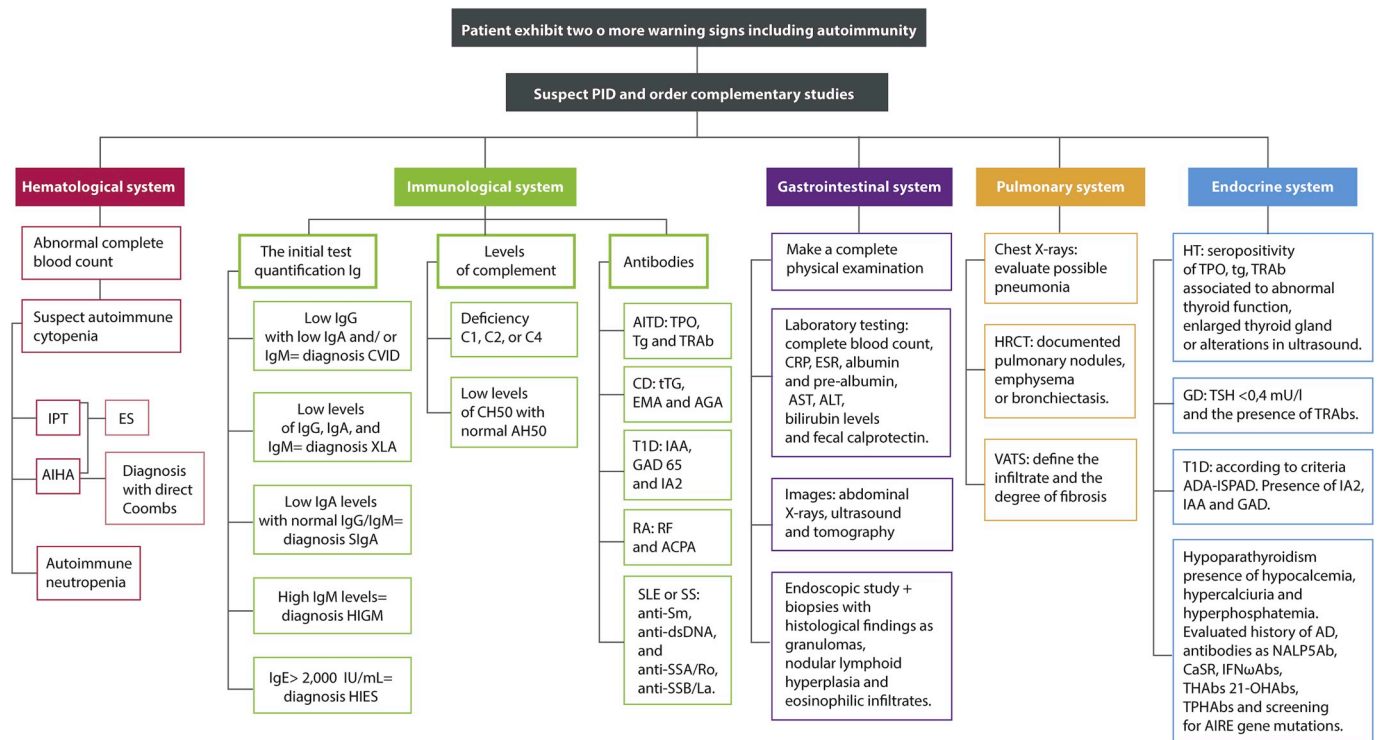 Patient exhibit two o more warning signs including autoimmunity
Suspect PID and order complementary studies
Hematological system
Abnormal complete
blood count
Suspect autoimmune
cytopenia
IPT
ES
AIHA
Diagnosis
with direct
Coombs
Autoimmune
neutropenia
Immunological system
The initial test
quantification Ig
Low IgG
with low IgA and/ or
IgM= diagnosis CVID
Low levels
of IgG, IgA, and
IgM= diagnosis XLA
Low IgA levels
with normal IgG/IgM=
diagnosis SIgA
High IgM levels=
diagnosis HIGM
IgE> 2,000 IU/mL=
diagnosis HIES
Levels
of complement
Deficiency
C1, C2, or C4
Low levels
of CH50 with
normal AH50
Antibodies
AITD: TPO,
Tg and TRAb
CD: tTG,
EMA and AGA
T1D: IAA,
GAD 65
and IA2
RA: RF
and ACPA
SLE or SS:
anti-Sm,
anti-dsDNA,
and
anti-SSA/Ro,
anti-SSB/La.
Gastrointestinal system
Make a complete
physical examination
Laboratory testing:
complete blood count,
CRP, ESR, albumin
and pre-albumin,
AST, ALT,
bilirubin levels
and fecal calprotectin.
Images: abdominal
X-rays, ultrasound
and tomography
Endoscopic study +
biopsies with
histological findings as
granulomas,
nodular lymphoid
hyperplasia and
eosinophilic infiltrates.
Pulmonary system
Chest X-rays:
evaluate possible
pneumonia
HRCT: documented
pulmonary nodules,
emphysema
or bronchiectasis.
VATS: define the
infiltrate and the
degree of fibrosis
Endocrine system
HT: seropositivity
of TPO, tg, TRAb
associated to abnormal
thyroid function,
enlarged thyroid gland
or alterations in ultrasound.
GD: TSH <0,4 mU/l
and the presence of TRAbs.
T1D: according to criteria
ADA-ISPAD. Presence of IA2,
IAA and GAD.
Hypoparathyroidism
presence of hypocalcemia,
hypercalciuria and
hyperphosphatemia.
Evaluated history of AD,
antibodies as NALP5Ab,
CaSR, IFNωAbs,
THAbs 21-OHAbs,
TPHAbs and screening
for AIRE gene mutations.